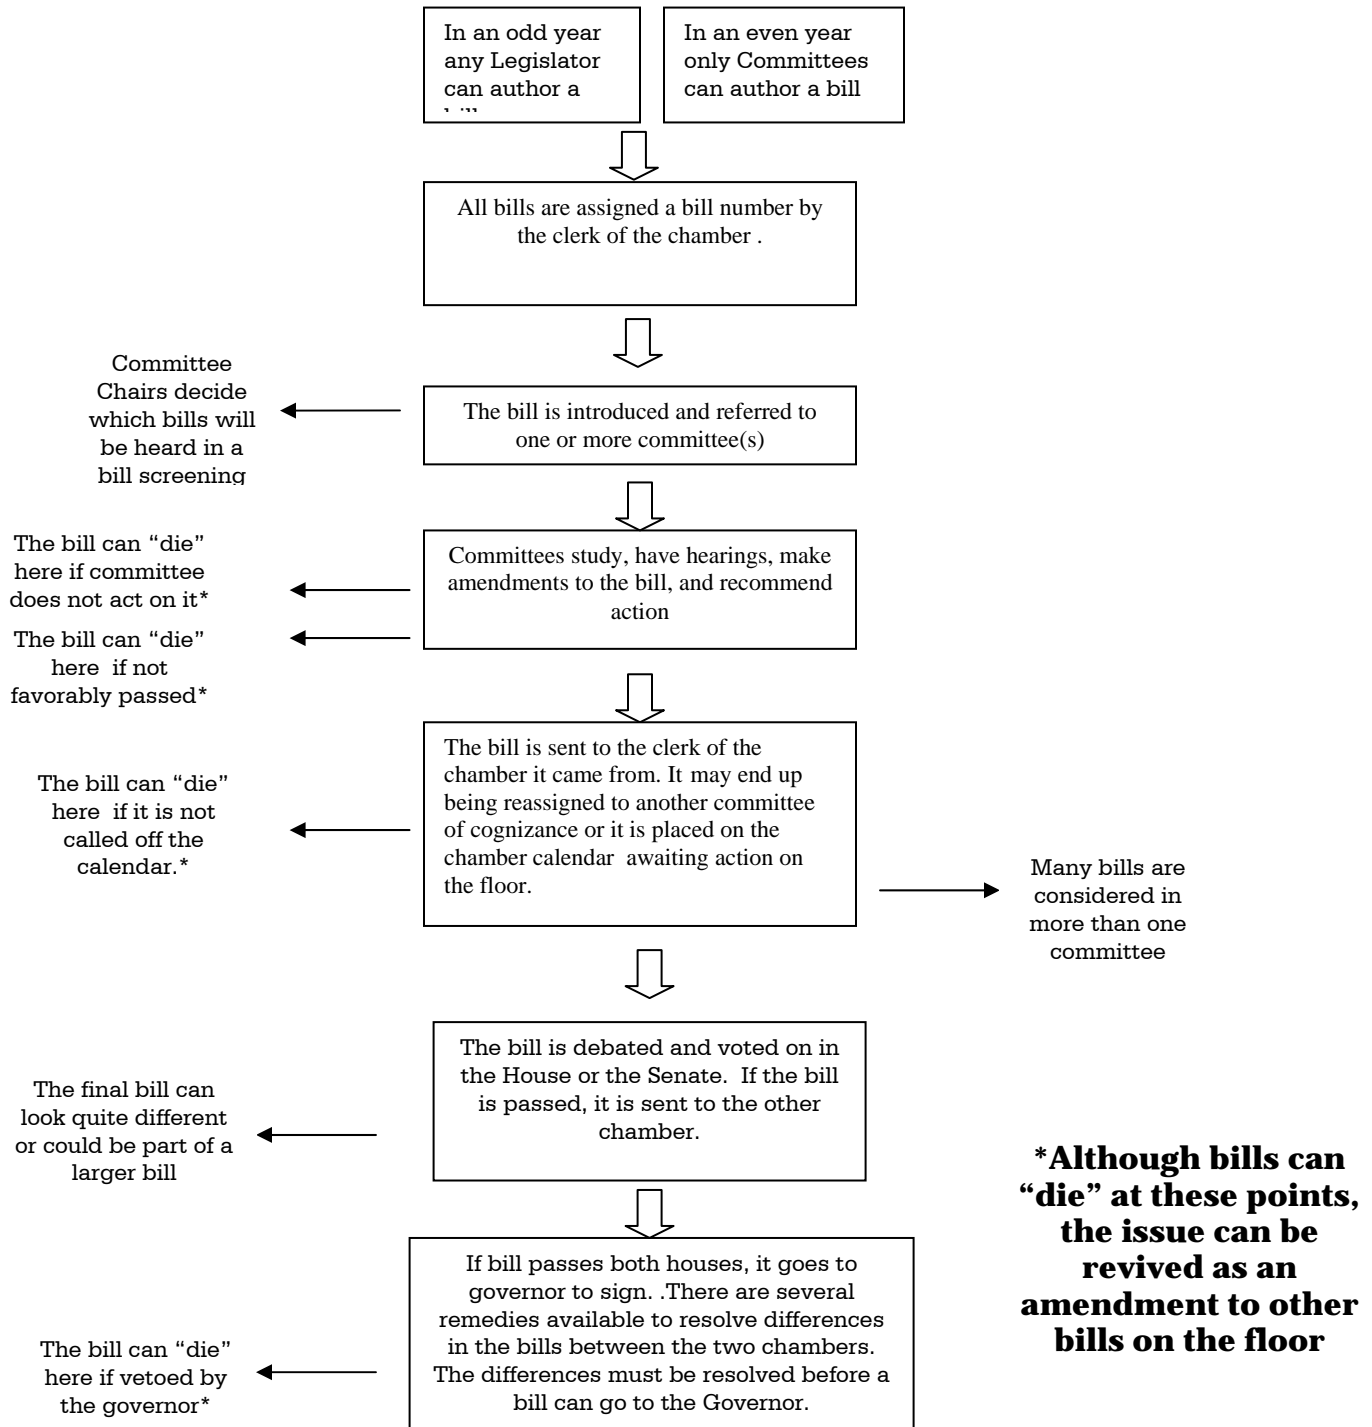 In an odd year
any Legislator
can author a
In an even year
only Committees
can author a bill
All bills are assigned a bill number by
the clerk of the chamber .
Committee
Chairs decide
which bills will
be heard in a
bill screening
The bill is introduced and referred to
one or more committee(s)
The bill can “die”
here if committee
does not act on it*
The bill can “die”
here  if not
favorably passed*
Committees study, have hearings, make
amendments to the bill, and recommend
action
The bill can “die”
here  if it is not
called off the
calendar.*
The bill is sent to the clerk of the
chamber it came from. It may end up
being reassigned to another committee
of cognizance or it is placed on the
chamber calendar  awaiting action on
the floor.
Many bills are
considered in
more than one
committee
The final bill can
look quite different
or could be part of a
larger bill
The bill is debated and voted on in
the House or the Senate.  If the bill
is passed, it is sent to the other
chamber.
*Although bills can
“die” at these points,
the issue can be
revived as an
amendment to other
bills on the floor
The bill can “die”
here if vetoed by
the governor*
If bill passes both houses, it goes to
governor to sign. .There are several
remedies available to resolve differences
in the bills between the two chambers.
The differences must be resolved before a
bill can go to the Governor.